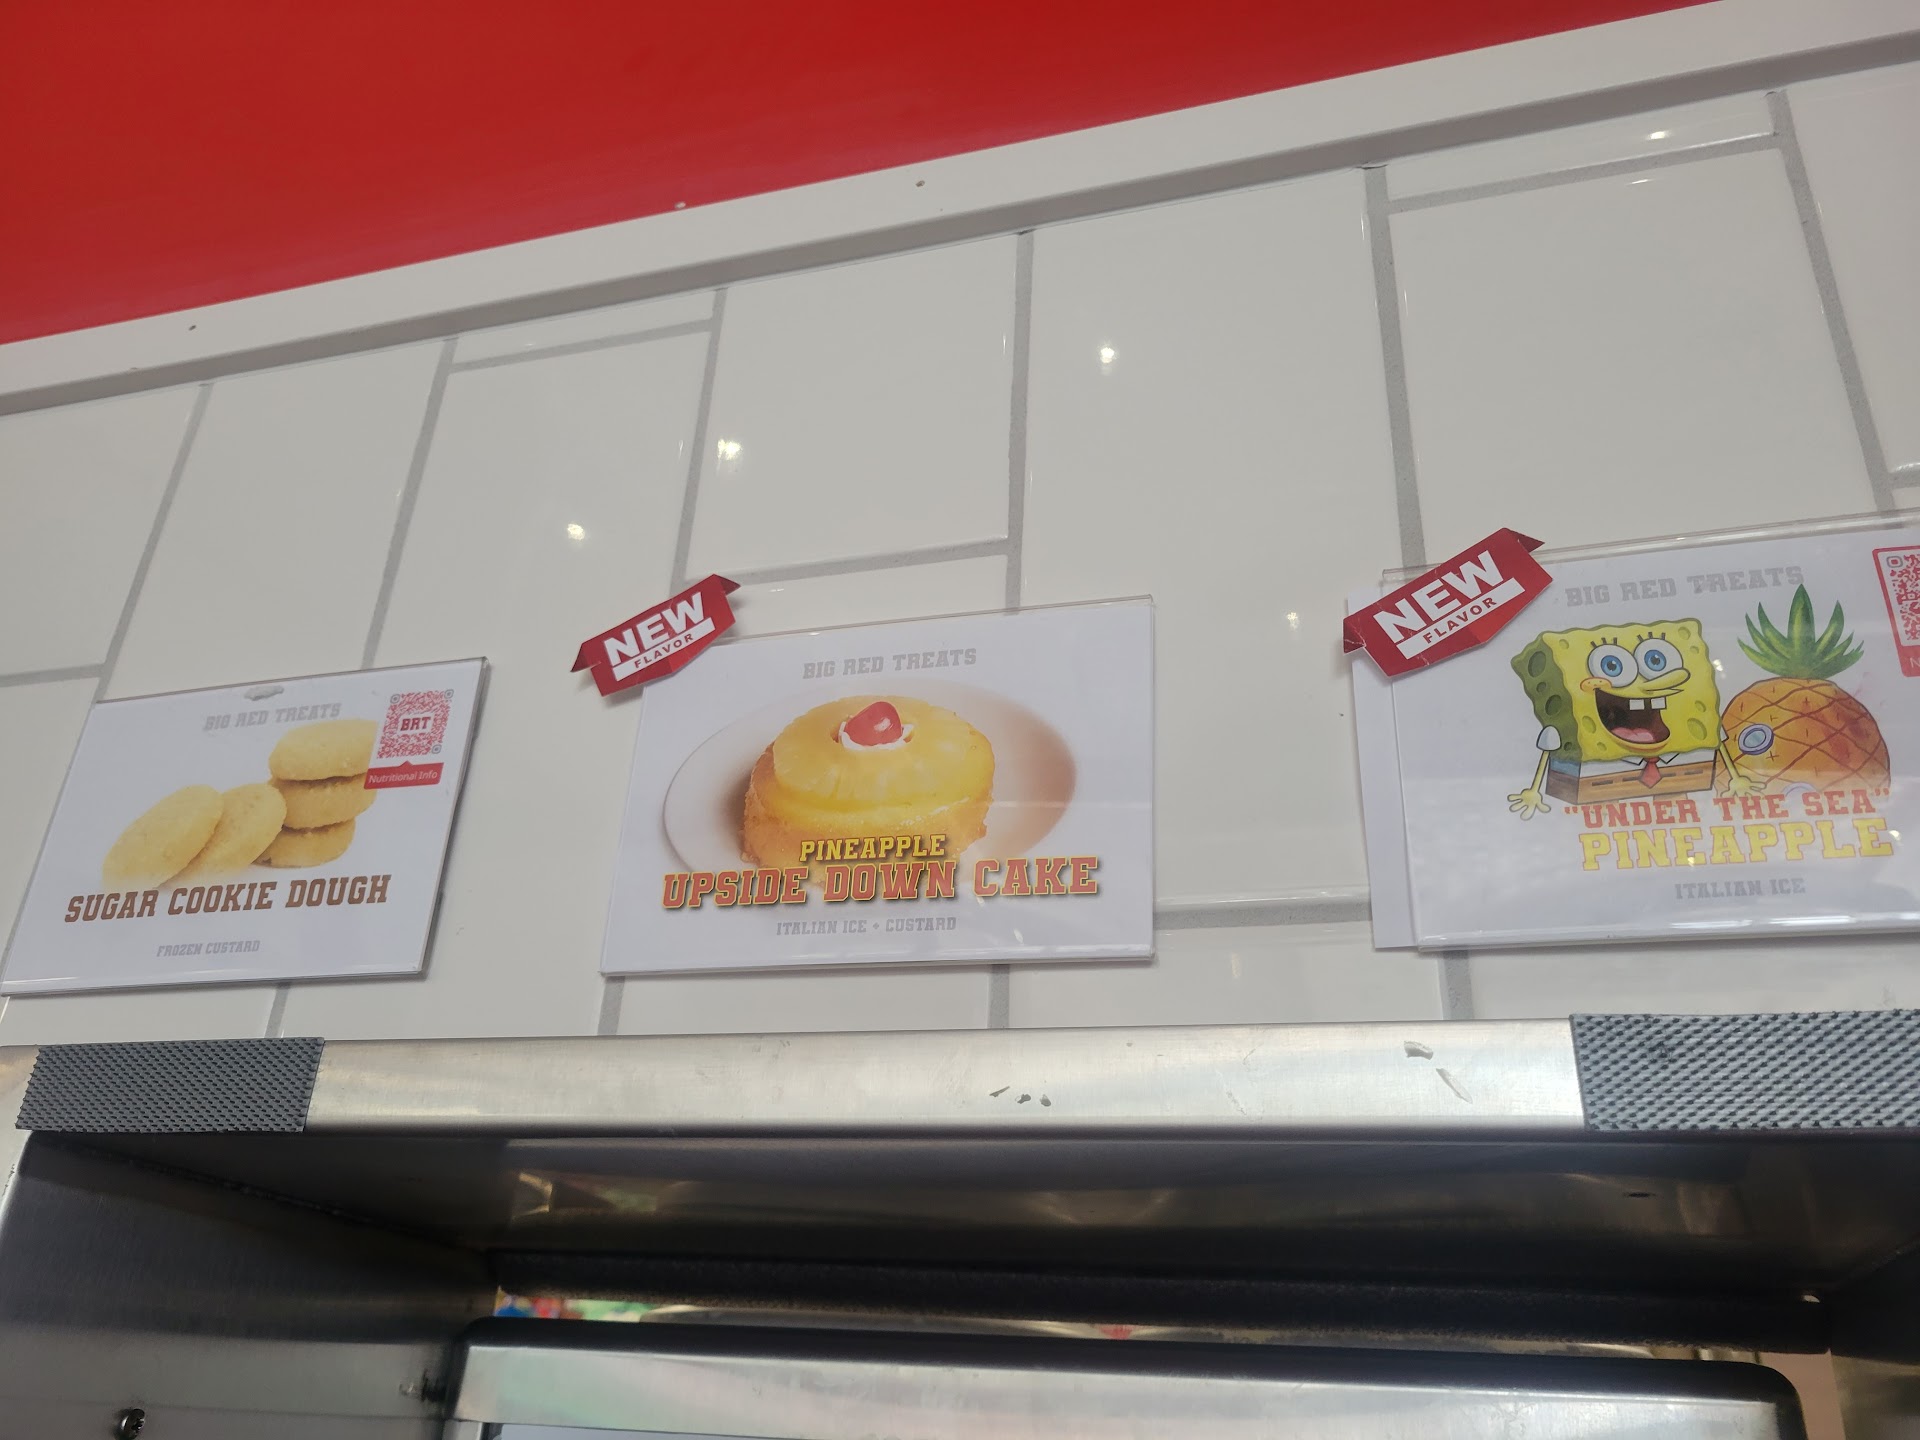 BIG RED TREATS
BRT
Nutritional Info
SUGAR COOKIE DOUGH
FROZEN CUSTARD
NEW
FLAVOR
BIG RED TREATS
PINEAPPLE
UPSIDE DOWN CAKE
ITALIAN ICE + CUSTARD
NEW
FLAVOR
BIG RED TREATS
"UNDER THE SEA"
PINEAPPLE
ITALIAN ICE